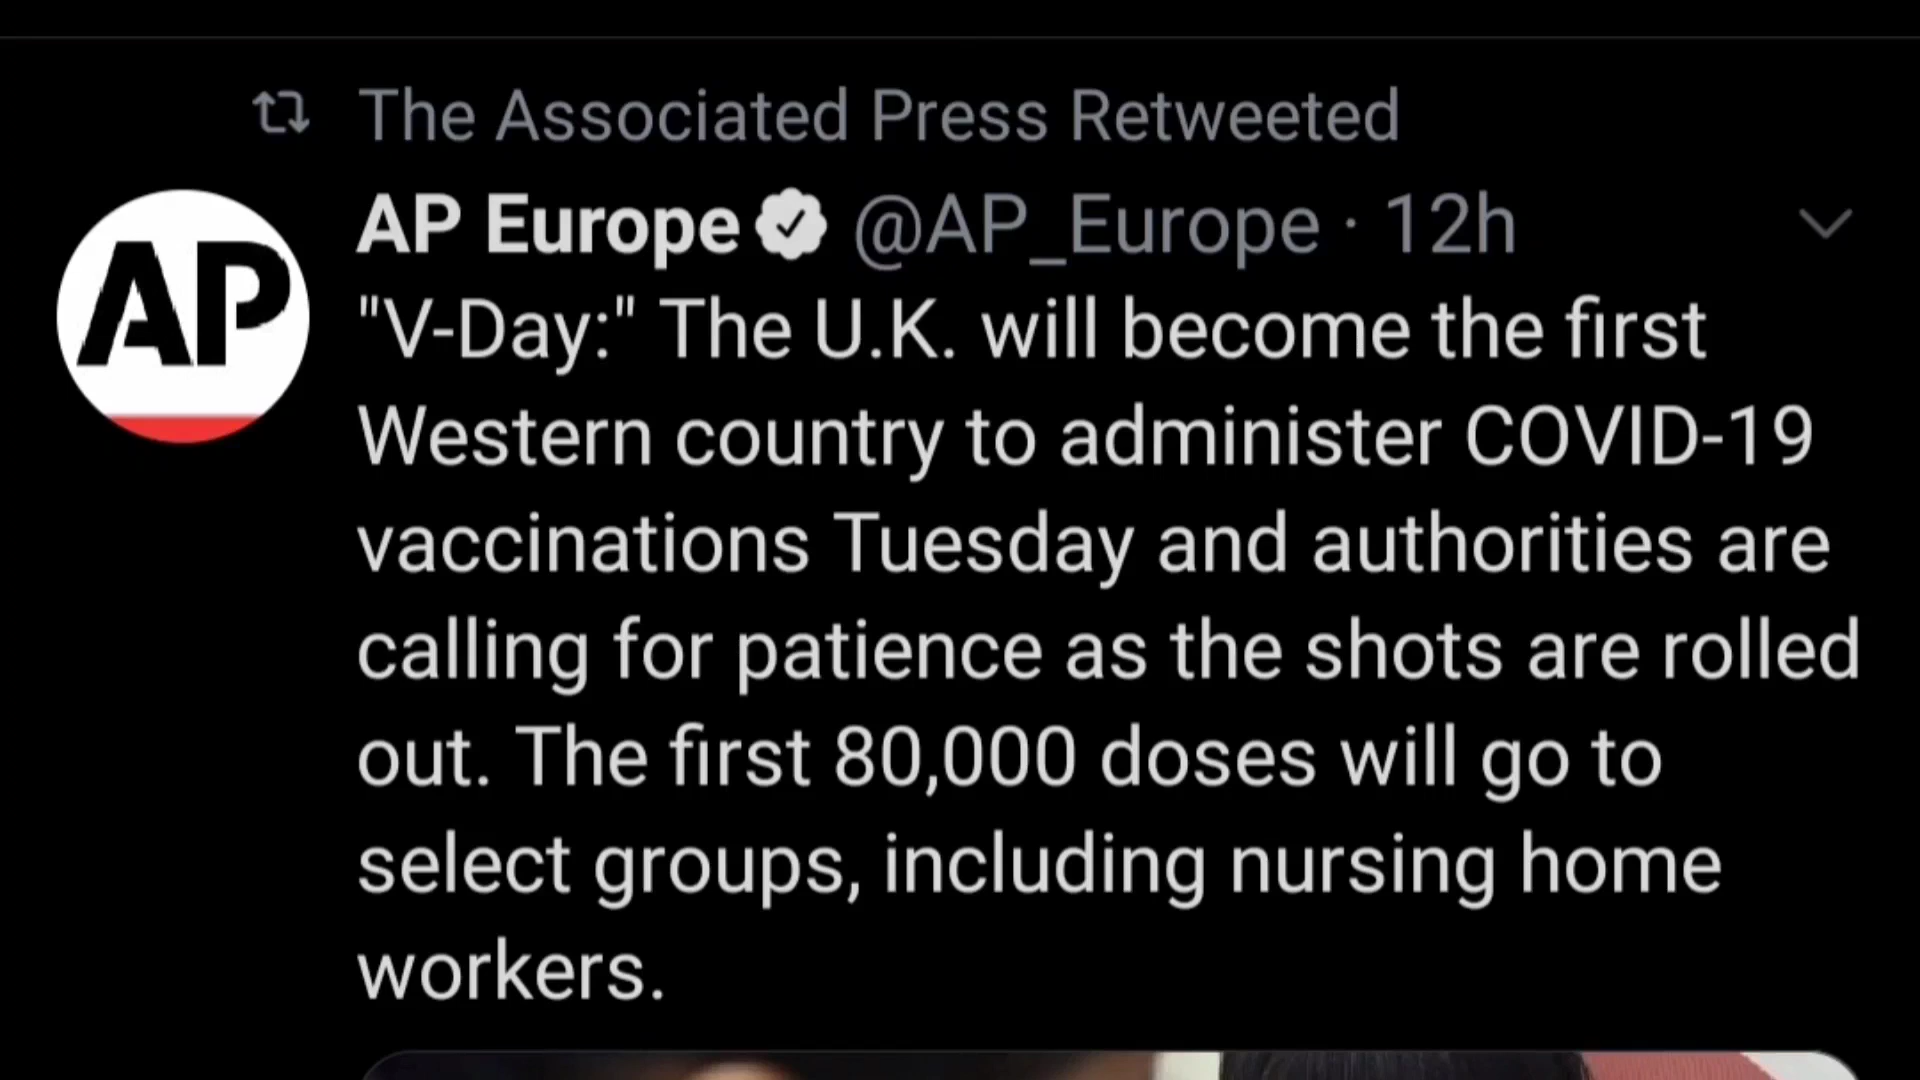 The Associated Press Retweeted
AP
AP Europe @AP_Europe · 12h
"V-Day:" The U.K. will become the first
Western country to administer COVID-19
vaccinations Tuesday and authorities are
calling for patience as the shots are rolled
out. The first 80,000 doses will go to
select groups, including nursing home
workers.